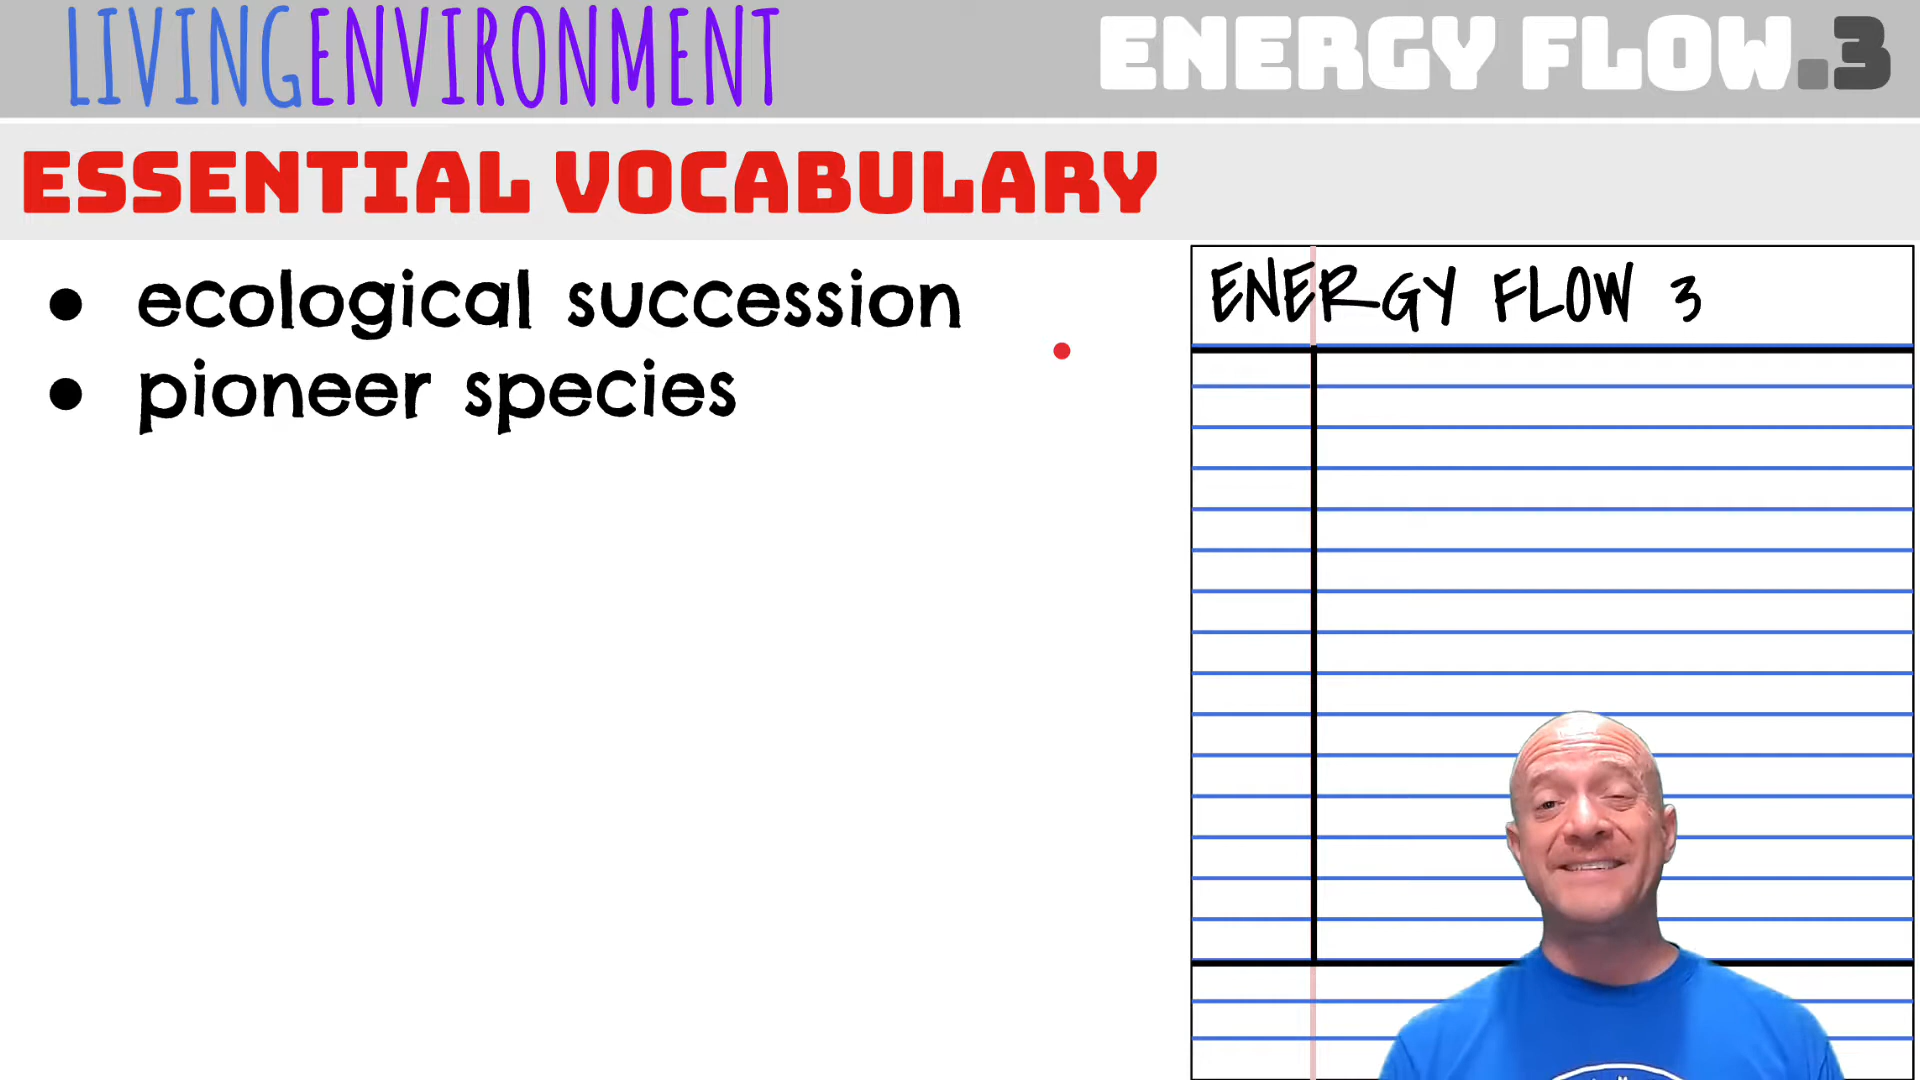 LIVINGENVIRONMENT
ENERGY FLOW.3
ESSENTIAL VOCABULARY
• ecological succession
• pioneer species
ENERGY FLOW 3